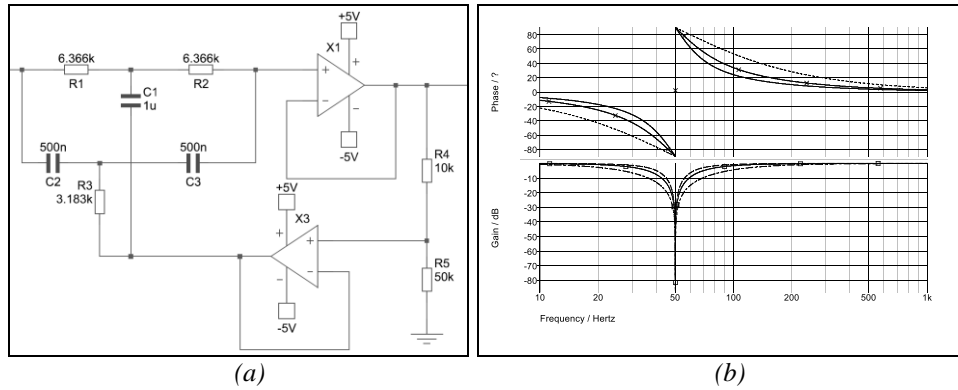 +5V
X1
6.366k
R1
6.366k
R2
+
+
−
−
C1
1u
-5V
500n
C2
500n
C3
R3
3.183k
R4
10k
+5V
X3
+
+
−
−
R5
50k
-5V
(a)
Phase / ?
80
60
40
20
0
-20
-40
-60
-80
Gain / dB
-10
-20
-30
-40
-50
-60
-70
-80
10
20
50
100
200
500
1k
Frequency / Hertz
(b)